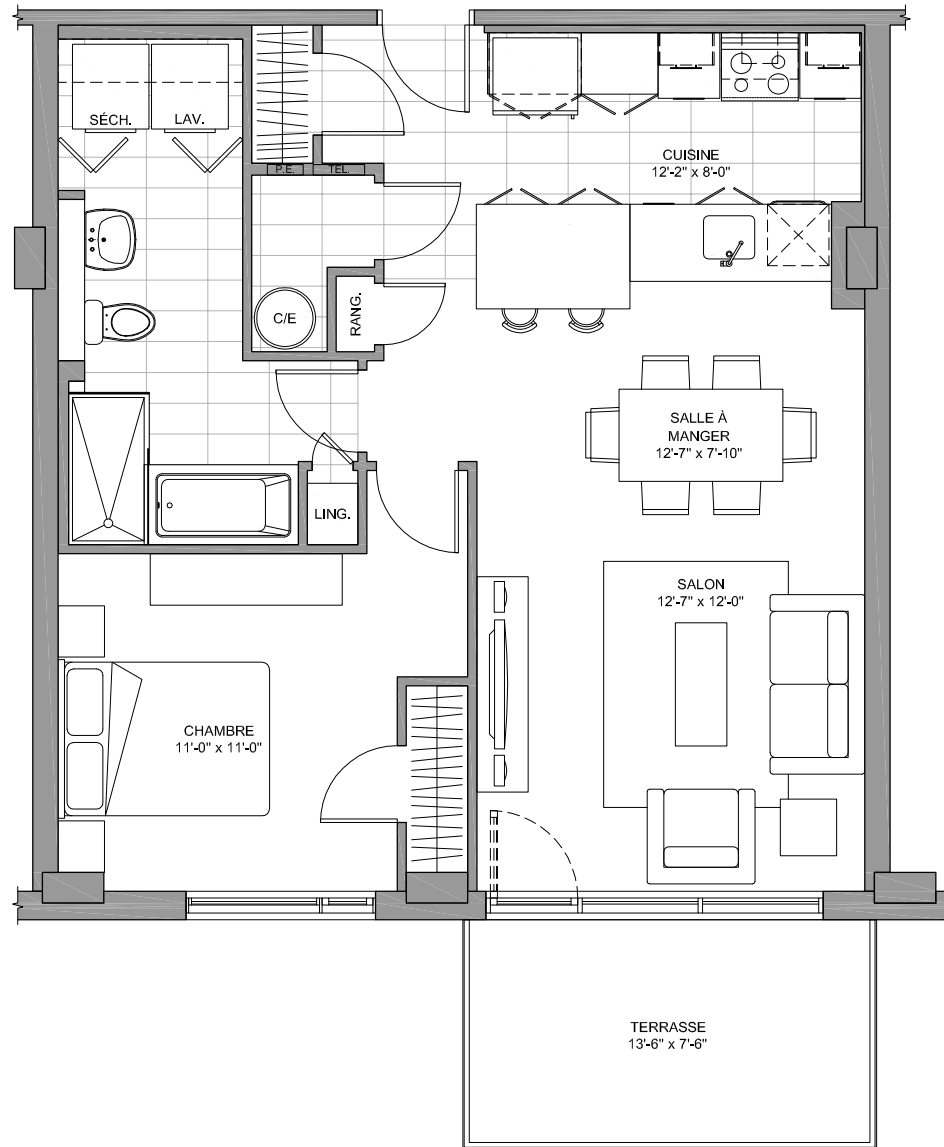 SÉCH.
LAV.
P.E.
TEL.
CUISINE
12'-2" x 8'-0"
C/E
RANG.
SALLE À
MANGER
12'-7" x 7'-10"
LING.
SALON
12'-7" x 12'-0"
CHAMBRE
11'-0" x 11'-0"
TERRASSE
13'-6" x 7'-6"